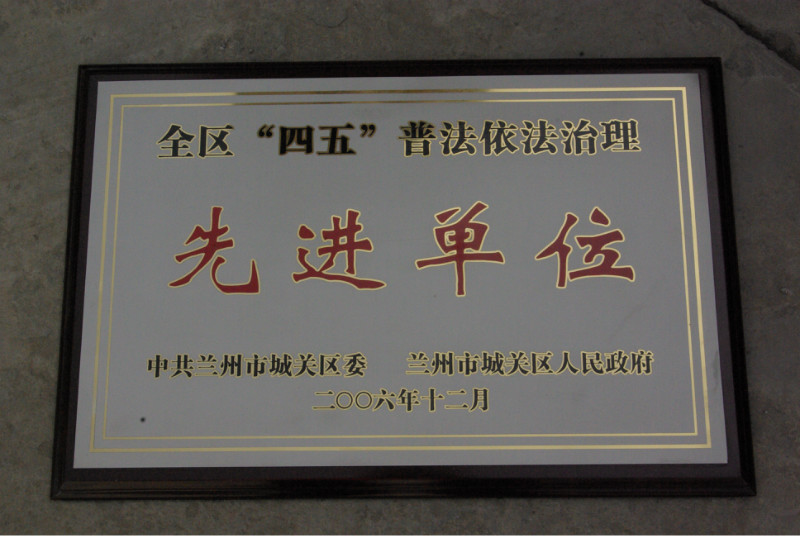 全区“四五”普法依法治理
先进单位
中共兰州市城关区委 兰州市城关区人民政府
二〇〇六年十二月